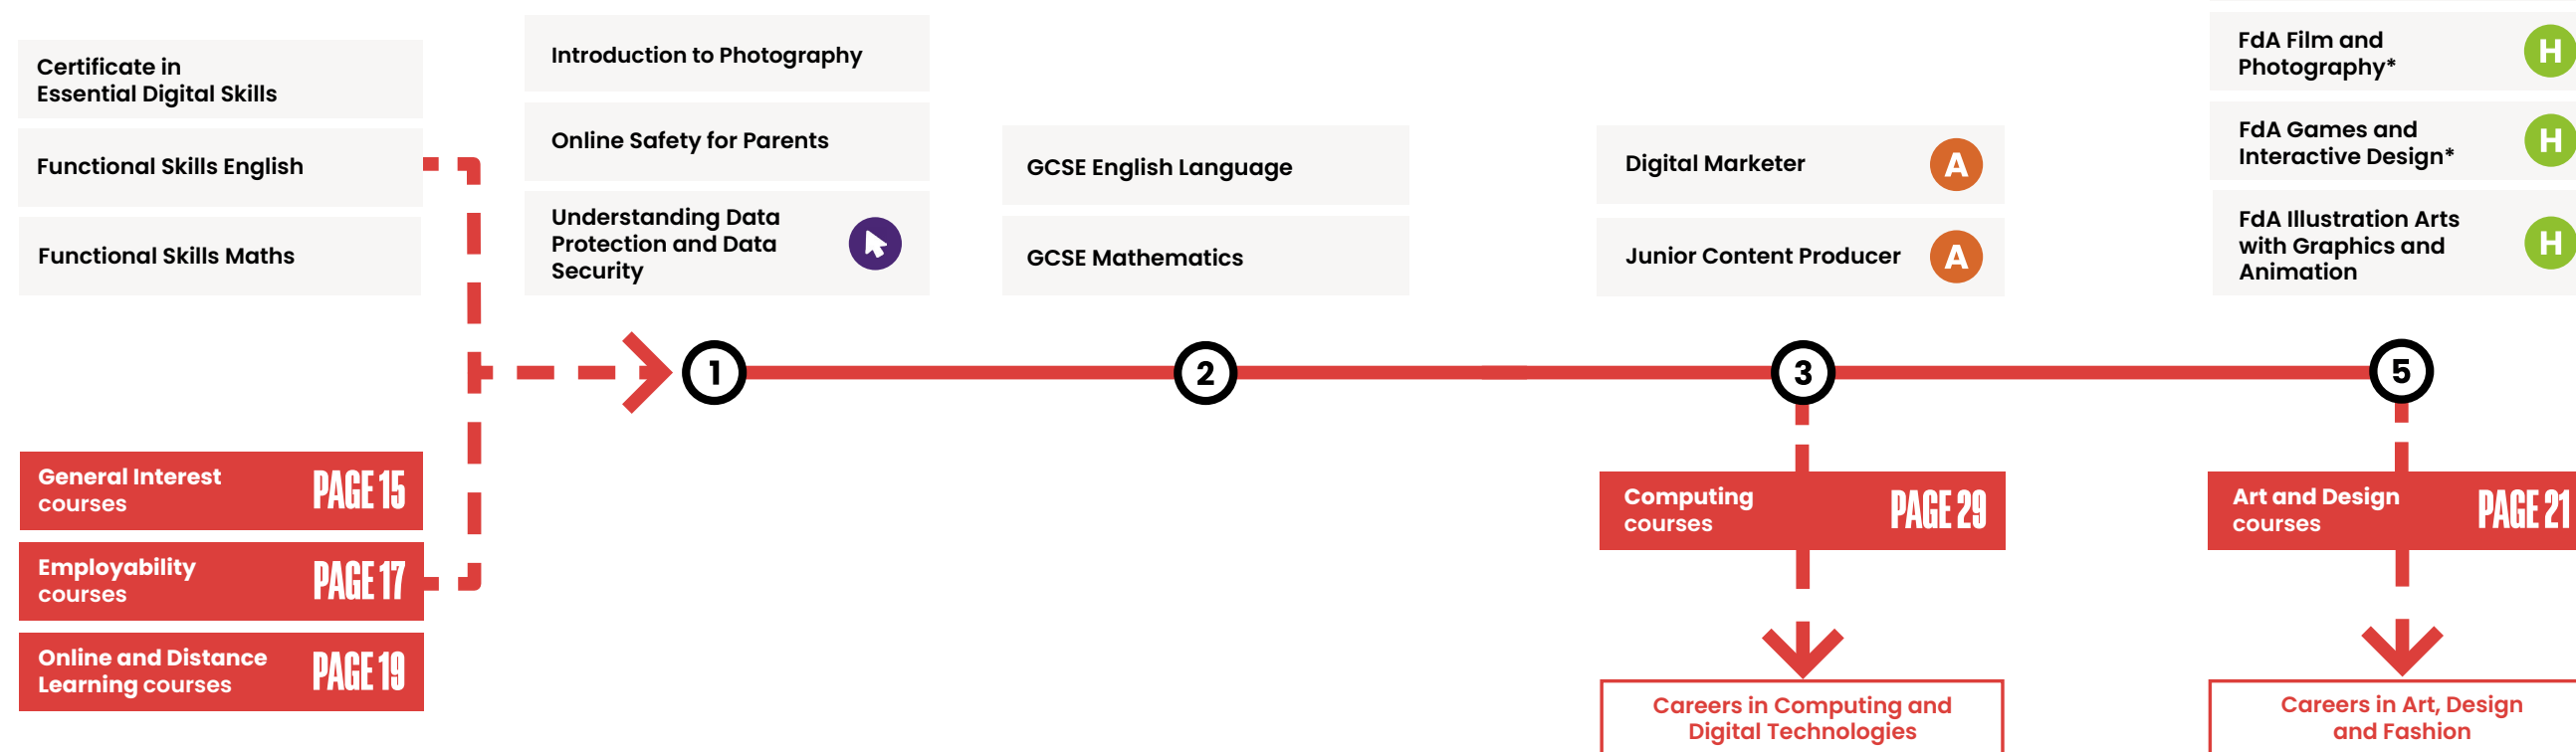 Certificate in
Essential Digital Skills
Functional Skills English
Functional Skills Maths
Introduction to Photography
Online Safety for Parents
Understanding Data
Protection and Data
Security
GCSE English Language
GCSE Mathematics
Digital Marketer
A
Junior Content Producer
A
FdA Film and
Photography*
H
FdA Games and
Interactive Design*
H
FdA Illustration Arts
with Graphics and
Animation
H
1
2
3
5
General Interest
courses
PAGE 15
Employability
courses
PAGE 17
Online and Distance
Learning courses
PAGE 19
Computing
courses
PAGE 29
Art and Design
courses
PAGE 21
Careers in Computing and
Digital Technologies
Careers in Art, Design
and Fashion